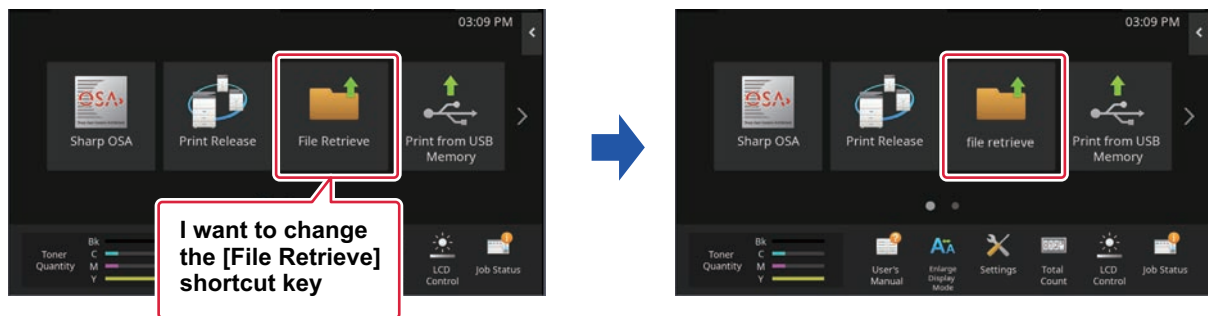 03:09 PM
OSA
Sharp OSA
Print Release
File Retrieve
Print from USB
Memory
I want to change
the [File Retrieve]
shortcut key
Toner
Quantity
Bk
C
M
Y
LCD
Control
Job Status
03:09 PM
OSA
Sharp OSA
Print Release
file retrieve
Print from USB
Memory
Toner
Quantity
Bk
C
M
Y
User's
Manual
Enlarge
Display
Mode
Settings
Total
Count
LCD
Control
Job Status